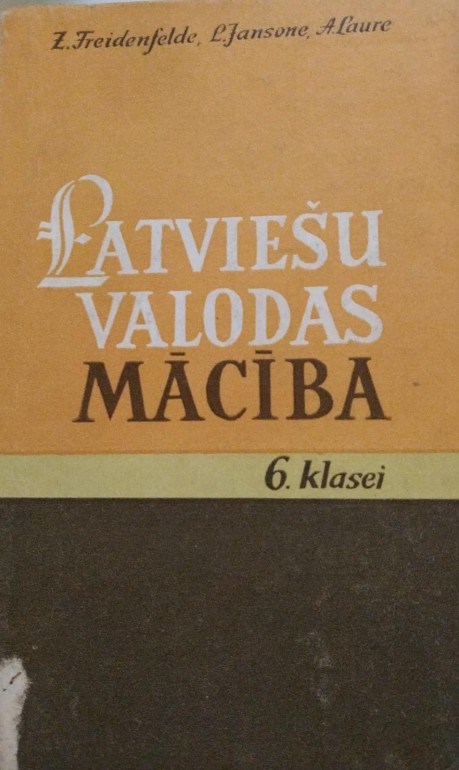 Z. Freidenfelde, L. Jansone, A. Laure
LATVIEŠU
VALODAS
MĀCĪBA
6. klasei